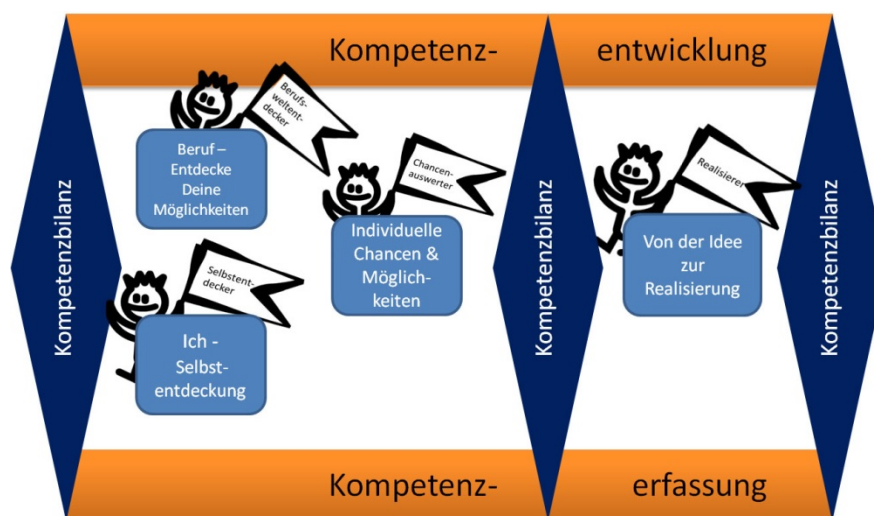 Kompetenz- entwicklung
Kompetenzbilanz
Berufs-
weltent-
decker
Beruf –
Entdecke
Deine
Möglichkeiten
Selbstent-
decker
Ich -
Selbst-
entdeckung
Chancen-
auswerter
Individuelle
Chancen &
Möglich-
keiten
Kompetenzbilanz
Realisierer
Von der Idee
zur
Realisierung
Kompetenzbilanz
Kompetenz- erfassung